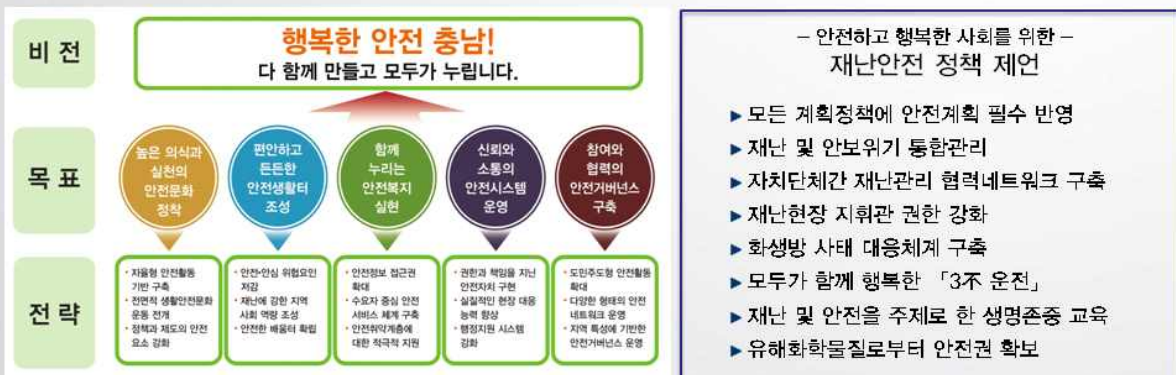 비 전
행복한 안전 충남!
다 함께 만들고 모두가 누립니다.
목 표
높은 의식과
실천의
안전문화
정착
편안하고
든든한
안전생활터
조성
함께
누리는
안전복지
실현
신뢰와
소통의
안전시스템
운영
참여와
협력의
안전거버넌스
구축
전 략
• 자율형 안전활동
기반 구축
• 전면적 생활안전문화
운동 전개
• 정책과 제도의 안전
요소 강화
• 안전·안심 위협요인
저감
• 재난에 강한 지역
사회 역량 조성
• 안전한 배움터 확립
• 안전정보 접근권
확대
• 수요자 중심 안전
서비스 체계 구축
• 안전취약계층에
대한 적극적 지원
• 권한과 책임을 지닌
안전자치 구현
• 실질적인 현장 대응
능력 향상
• 행정지원 시스템
강화
• 도민주도형 안전활동
확대
• 다양한 형태의 안전
네트워크 운영
• 지역 특성에 기반한
안전거버넌스 운영
– 안전하고 행복한 사회를 위한 –
재난안전 정책 제언
▶ 모든 계획정책에 안전계획 필수 반영
▶ 재난 및 안보위기 통합관리
▶ 자치단체간 재난관리 협력네트워크 구축
▶ 재난현장 지휘관 권한 강화
▶ 화생방 사태 대응체계 구축
▶ 모두가 함께 행복한 「3不 운전」
▶ 재난 및 안전을 주제로 한 생명존중 교육
▶ 유해화학물질로부터 안전권 확보